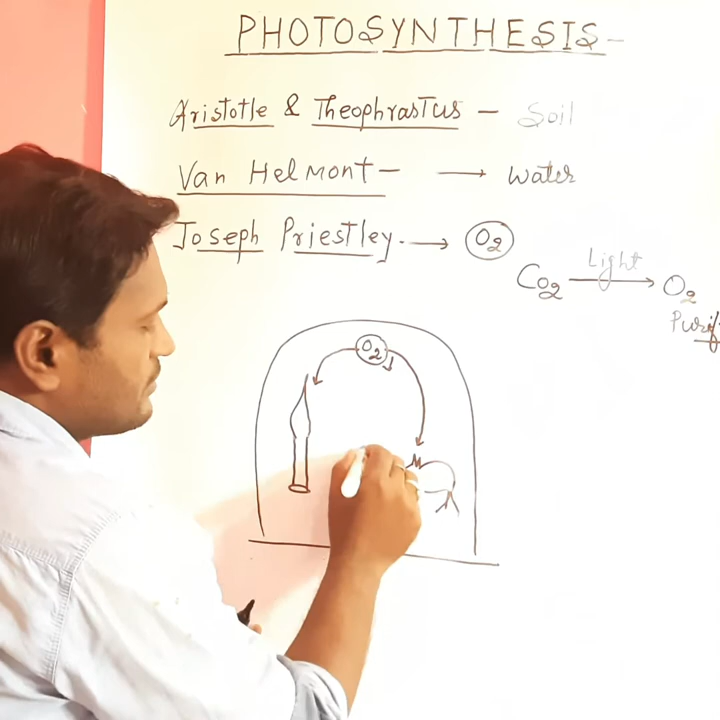 PHOTOSYNTHESIS-
Aristotle & Theophrastus - Soil
Van Helmont- → Water
Joseph Priestley. → O2
CO2 Light → O2
O2